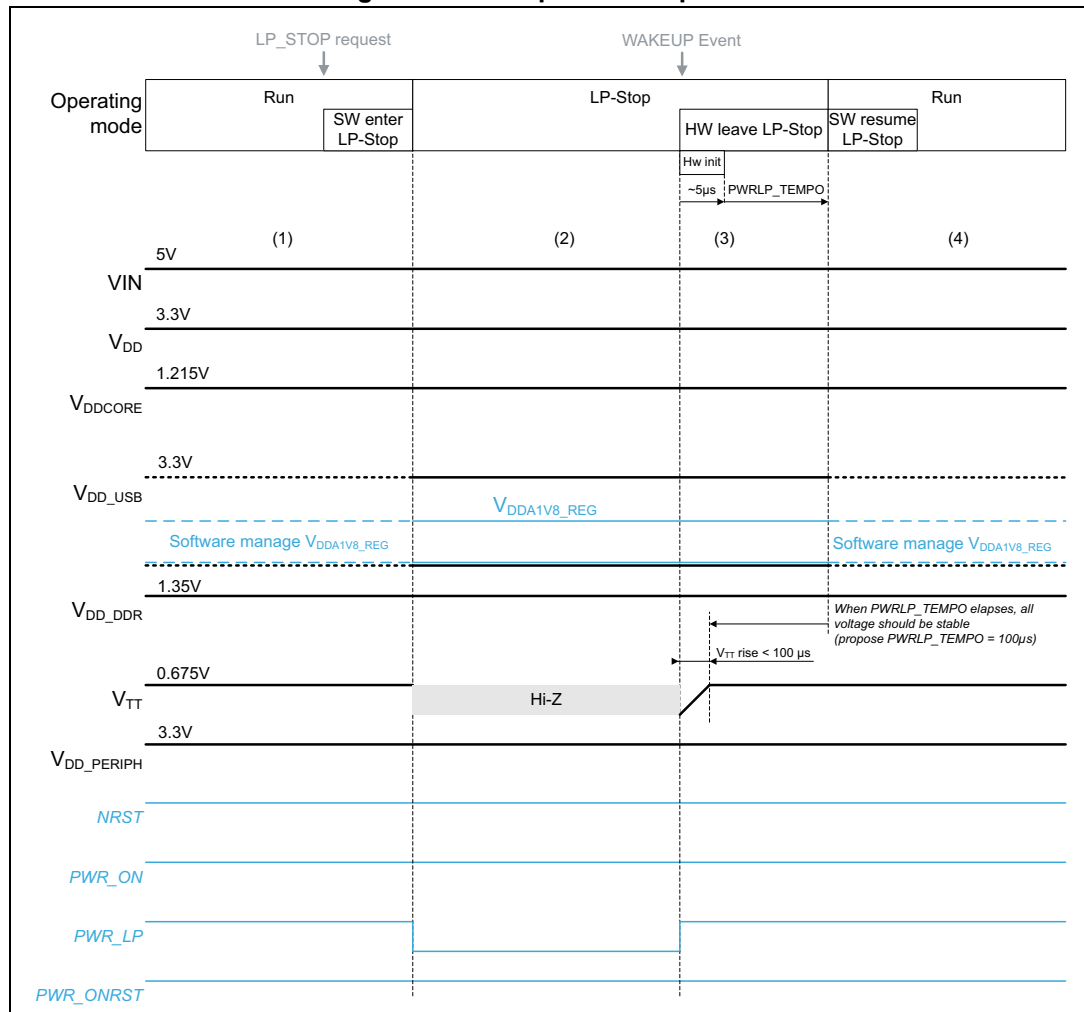 LP_STOP request
WAKEUP Event
Operating mode
Run
LP-Stop
Run
SW enter LP-Stop
HW leave LP-Stop
SW resume LP-Stop
Hw init
~5µs
PWRLP_TEMPO
(1)
(2)
(3)
(4)
5V
VIN
3.3V
VDD
1.215V
VDDCORE
3.3V
VDD_USB
VDDA1V8_REG
Software manage VDDA1V8_REG
Software manage VDDA1V8_REG
1.35V
VDD_DDR
When PWRLP_TEMPO elapses, all
voltage should be stable
(propose PWRLP_TEMPO = 100µs)
VTT rise < 100 µs
0.675V
VTT
Hi-Z
3.3V
VDD_PERIPH
NRST
PWR_ON
PWR_LP
PWR_ONRST